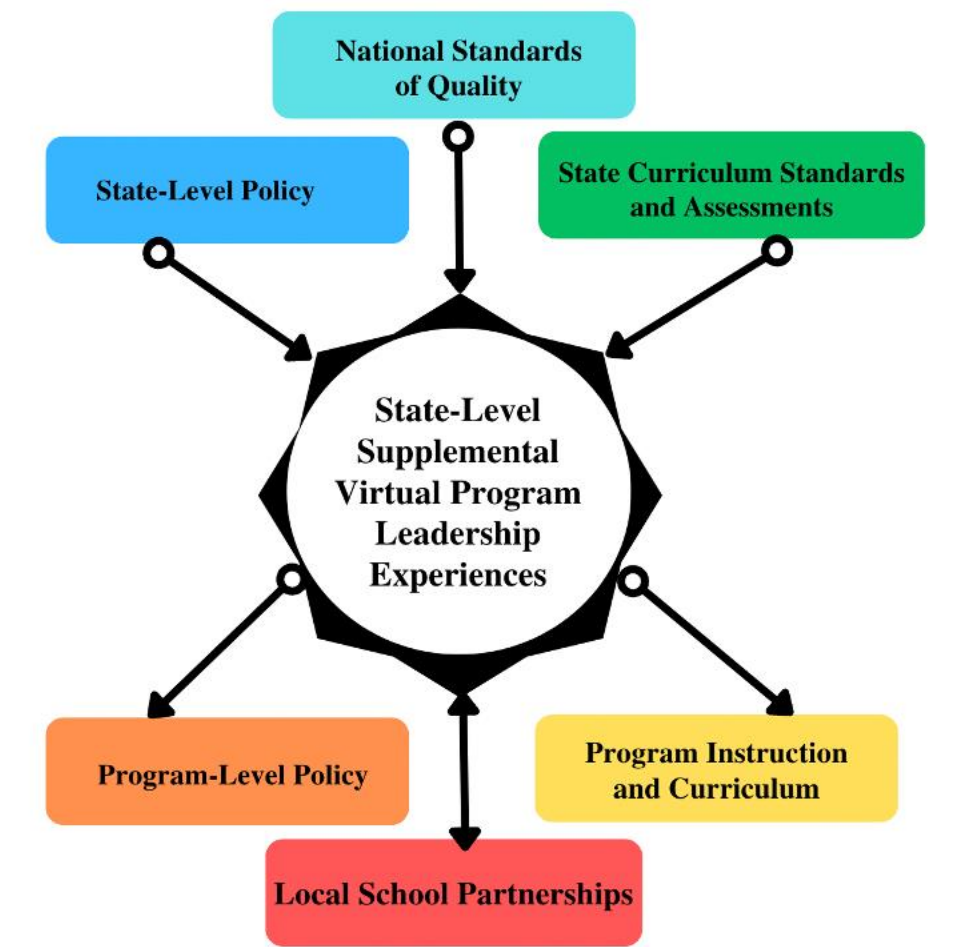 National Standards
of Quality
State-Level Policy
State Curriculum Standards
and Assessments
State-Level
Supplemental
Virtual Program
Leadership
Experiences
Program-Level Policy
Program Instruction
and Curriculum
Local School Partnerships